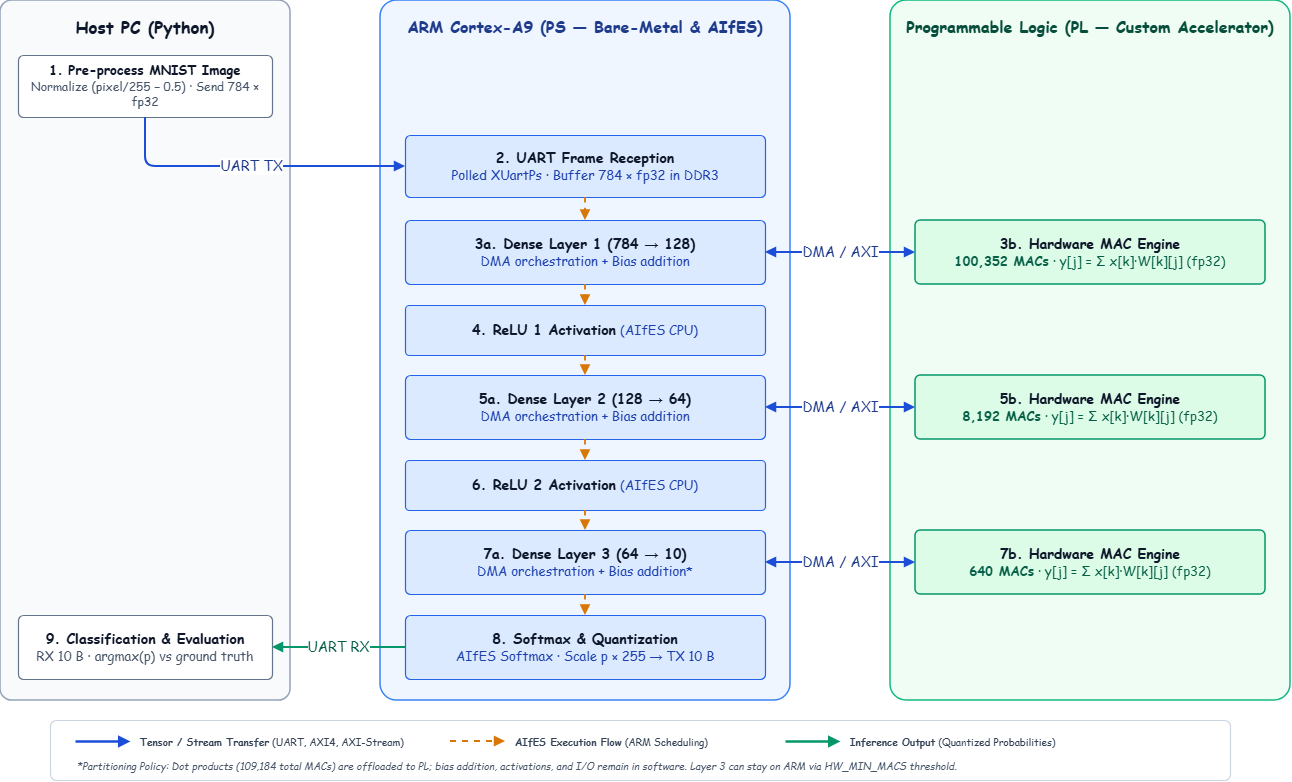 Host PC (Python)
ARM Cortex-A9 (PS — Bare-Metal & AIfES)
Programmable Logic (PL — Custom Accelerator)
1. Pre-process MNIST Image
Normalize (pixel/255 – 0.5) · Send 784 ×
fp32
UART TX
2. UART Frame Reception
Polled XUartPs · Buffer 784 × fp32 in DDR3
3a. Dense Layer 1 (784 → 128)
DMA orchestration + Bias addition
DMA / AXI
3b. Hardware MAC Engine
100,352 MACs · y[j] = Σ x[k]·W[k][j] (fp32)
4. ReLU 1 Activation (AIfES CPU)
5a. Dense Layer 2 (128 → 64)
DMA orchestration + Bias addition
DMA / AXI
5b. Hardware MAC Engine
8,192 MACs · y[j] = Σ x[k]·W[k][j] (fp32)
6. ReLU 2 Activation (AIfES CPU)
7a. Dense Layer 3 (64 → 10)
DMA orchestration + Bias addition*
DMA / AXI
7b. Hardware MAC Engine
640 MACs · y[j] = Σ x[k]·W[k][j] (fp32)
9. Classification & Evaluation
RX 10 B · argmax(p) vs ground truth
UART RX
8. Softmax & Quantization
AIfES Softmax · Scale p × 255 → TX 10 B
Tensor / Stream Transfer (UART, AXI4, AXI-Stream)
AIfES Execution Flow (ARM Scheduling)
Inference Output (Quantized Probabilities)
*Partitioning Policy: Dot products (109,184 total MACs) are offloaded to PL; bias addition, activations, and I/O remain in software. Layer 3 can stay on ARM via HW_MIN_MACS threshold.